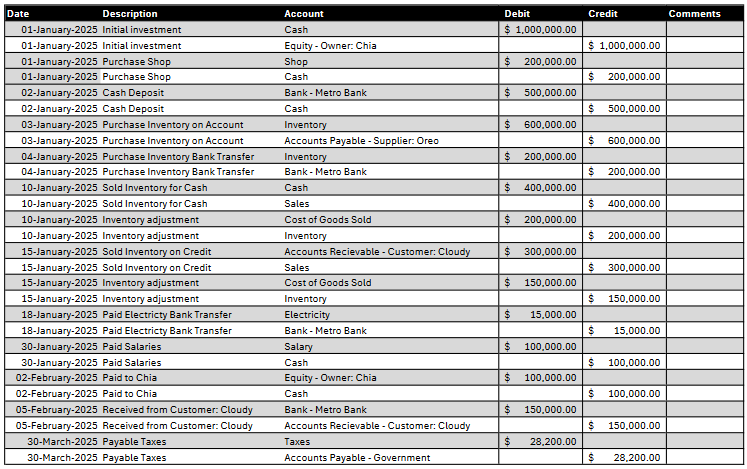 Date Description Account Debit Credit Comments
01-January-2025 Initial investment Cash $ 1,000,000.00
01-January-2025 Initial investment Equity - Owner: Chia $ 1,000,000.00
01-January-2025 Purchase Shop Shop $ 200,000.00
01-January-2025 Purchase Shop Cash $ 200,000.00
02-January-2025 Cash Deposit Bank - Metro Bank $ 500,000.00
02-January-2025 Cash Deposit Cash $ 500,000.00
03-January-2025 Purchase Inventory on Account Inventory $ 600,000.00
03-January-2025 Purchase Inventory on Account Accounts Payable - Supplier: Oreo $ 600,000.00
04-January-2025 Purchase Inventory Bank Transfer Inventory $ 200,000.00
04-January-2025 Purchase Inventory Bank Transfer Bank - Metro Bank $ 200,000.00
10-January-2025 Sold Inventory for Cash Cash $ 400,000.00
10-January-2025 Sold Inventory for Cash Sales $ 400,000.00
10-January-2025 Inventory adjustment Cost of Goods Sold $ 200,000.00
10-January-2025 Inventory adjustment Inventory $ 200,000.00
15-January-2025 Sold Inventory on Credit Accounts Recievable - Customer: Cloudy $ 300,000.00
15-January-2025 Sold Inventory on Credit Sales $ 300,000.00
15-January-2025 Inventory adjustment Cost of Goods Sold $ 150,000.00
15-January-2025 Inventory adjustment Inventory $ 150,000.00
18-January-2025 Paid Electricty Bank Transfer Electricity $ 15,000.00
18-January-2025 Paid Electricty Bank Transfer Bank - Metro Bank $ 15,000.00
30-January-2025 Paid Salaries Salary $ 100,000.00
30-January-2025 Paid Salaries Cash $ 100,000.00
02-February-2025 Paid to Chia Equity - Owner: Chia $ 100,000.00
02-February-2025 Paid to Chia Cash $ 100,000.00
05-February-2025 Received from Customer: Cloudy Bank - Metro Bank $ 150,000.00
05-February-2025 Received from Customer: Cloudy Accounts Recievable - Customer: Cloudy $ 150,000.00
30-March-2025 Payable Taxes Taxes $ 28,200.00
30-March-2025 Payable Taxes Accounts Payable - Government $ 28,200.00